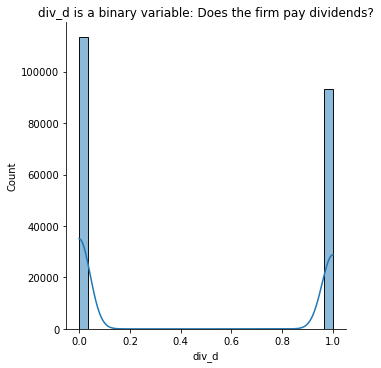 div_d is a binary variable: Does the firm pay dividends?
100000
80000
60000
40000
20000
0
Count
0.0 0.2 0.4 0.6 0.8 1.0
div_d